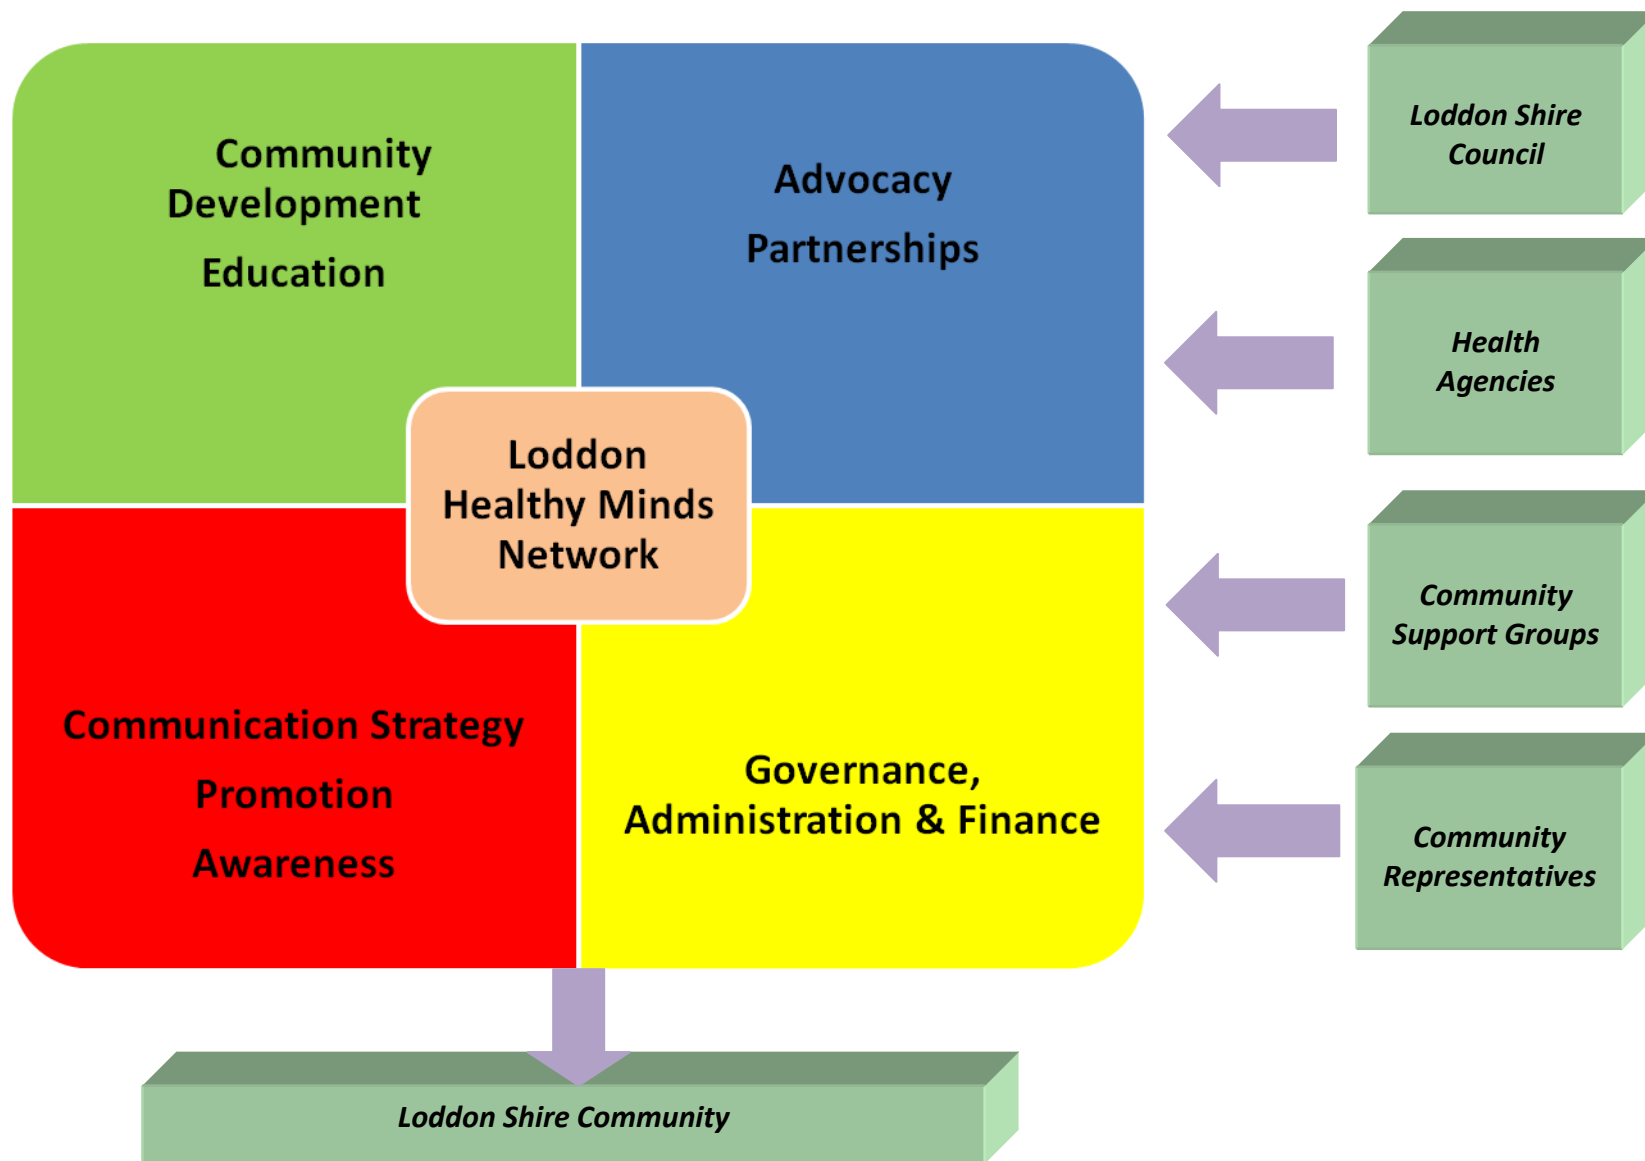 Community
Development
Education
Advocacy
Partnerships
Loddon
Healthy Minds
Network
Communication Strategy
Promotion
Awareness
Governance,
Administration & Finance
Loddon Shire
Council
Health
Agencies
Community
Support Groups
Community
Representatives
Loddon Shire Community